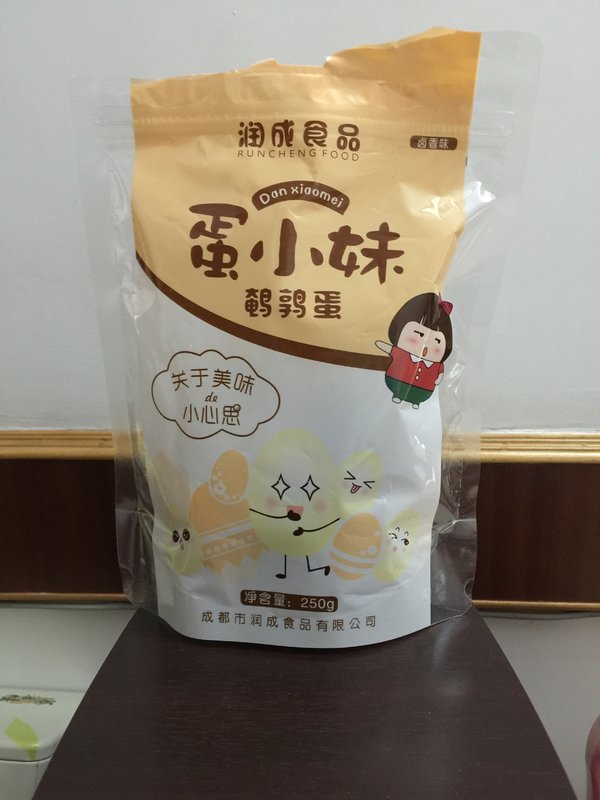 润成食品
RUNCHENG FOOD
卤香味
Dan xiaomei
蛋小妹
鹌鹑蛋
关于美味
de
小心思
净含量：250g
成都市润成食品有限公司